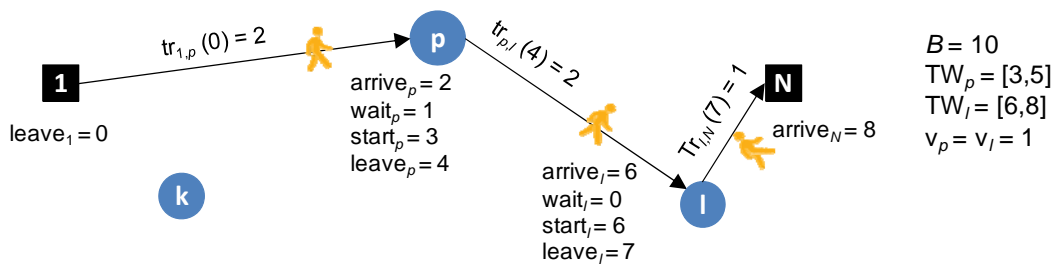 tr1,p (0) = 2
p
trp,l (4) = 2
B = 10
1
TWp = [3,5]
N
arrivep = 2
TWl = [6,8]
waitp = 1
Trl,N (7) = 1
leave1 = 0
arriveN = 8
vp = vl = 1
startp = 3
leavep = 4
arrivel = 6
k
waitl = 0
l
startl = 6
leavel = 7